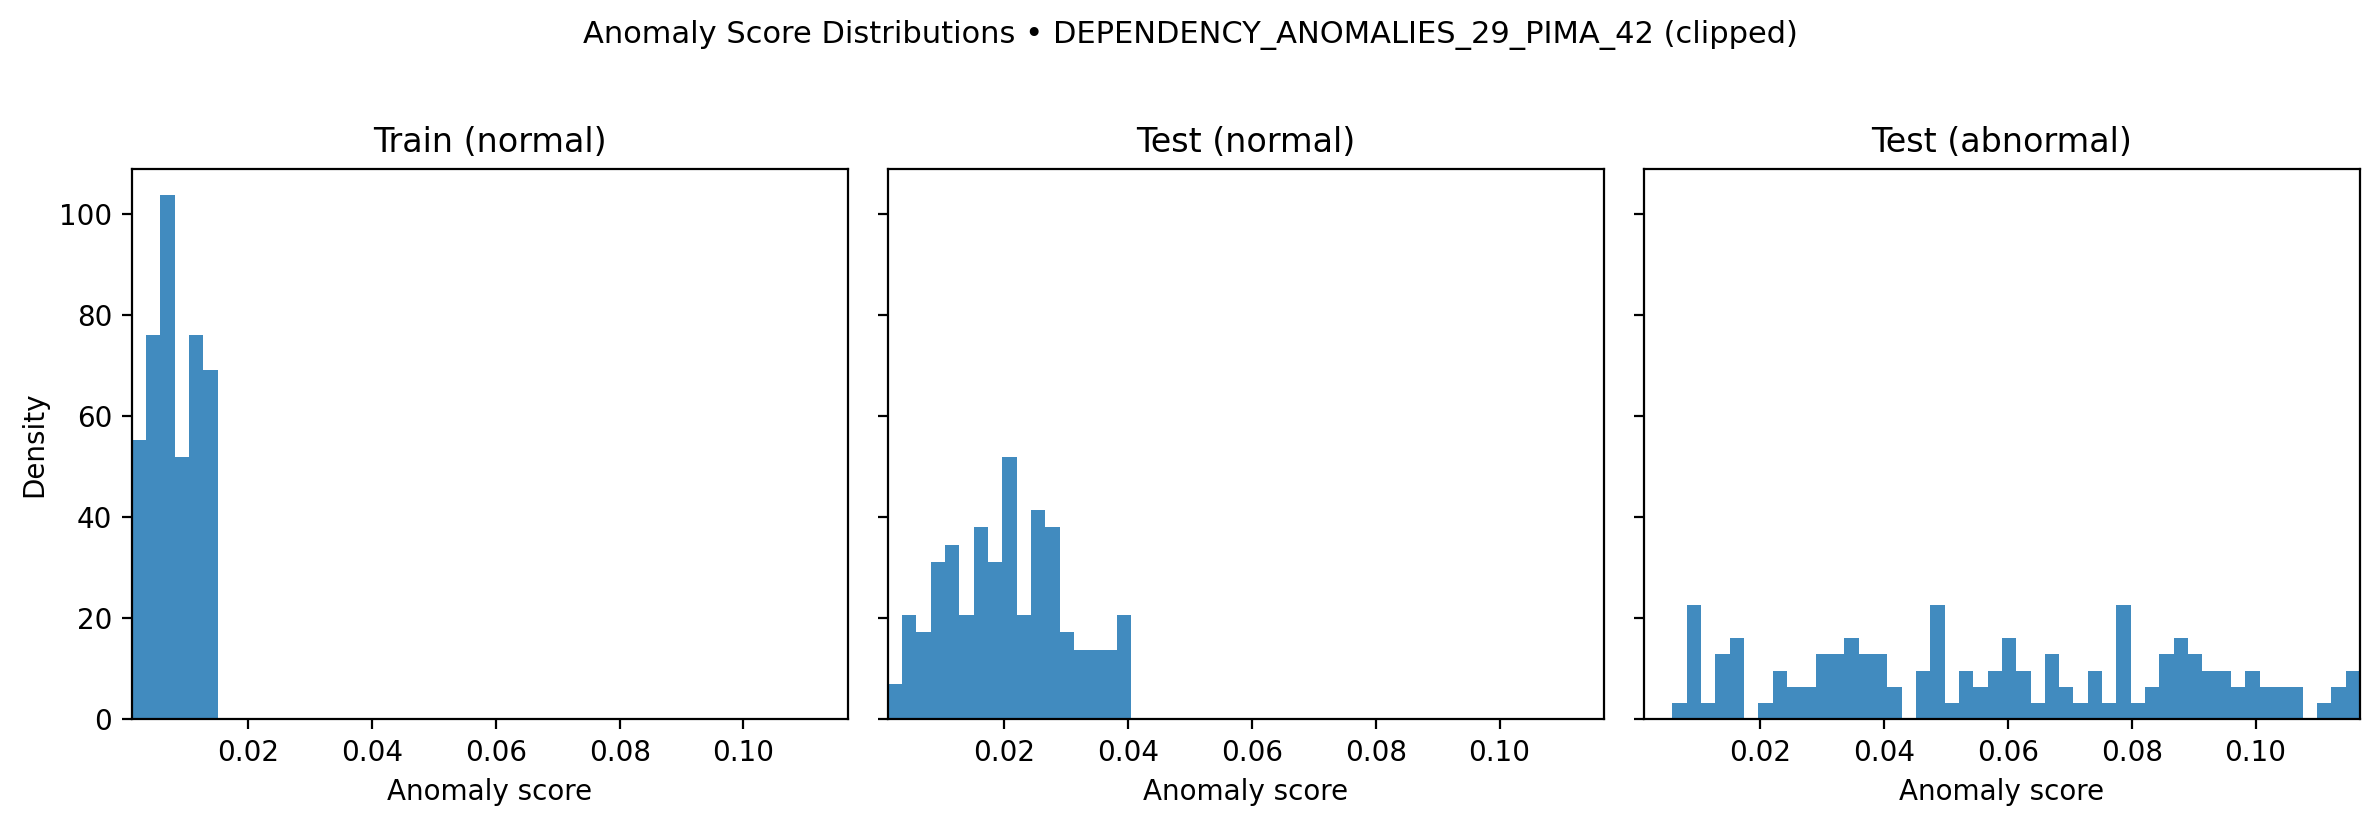 Anomaly Score Distributions • DEPENDENCY_ANOMALIES_29_PIMA_42 (clipped)
Train (normal)
Test (normal)
Test (abnormal)
Density
100
80
60
40
20
0
0.02 0.04 0.06 0.08 0.10
0.02 0.04 0.06 0.08 0.10
0.02 0.04 0.06 0.08 0.10
Anomaly score
Anomaly score
Anomaly score